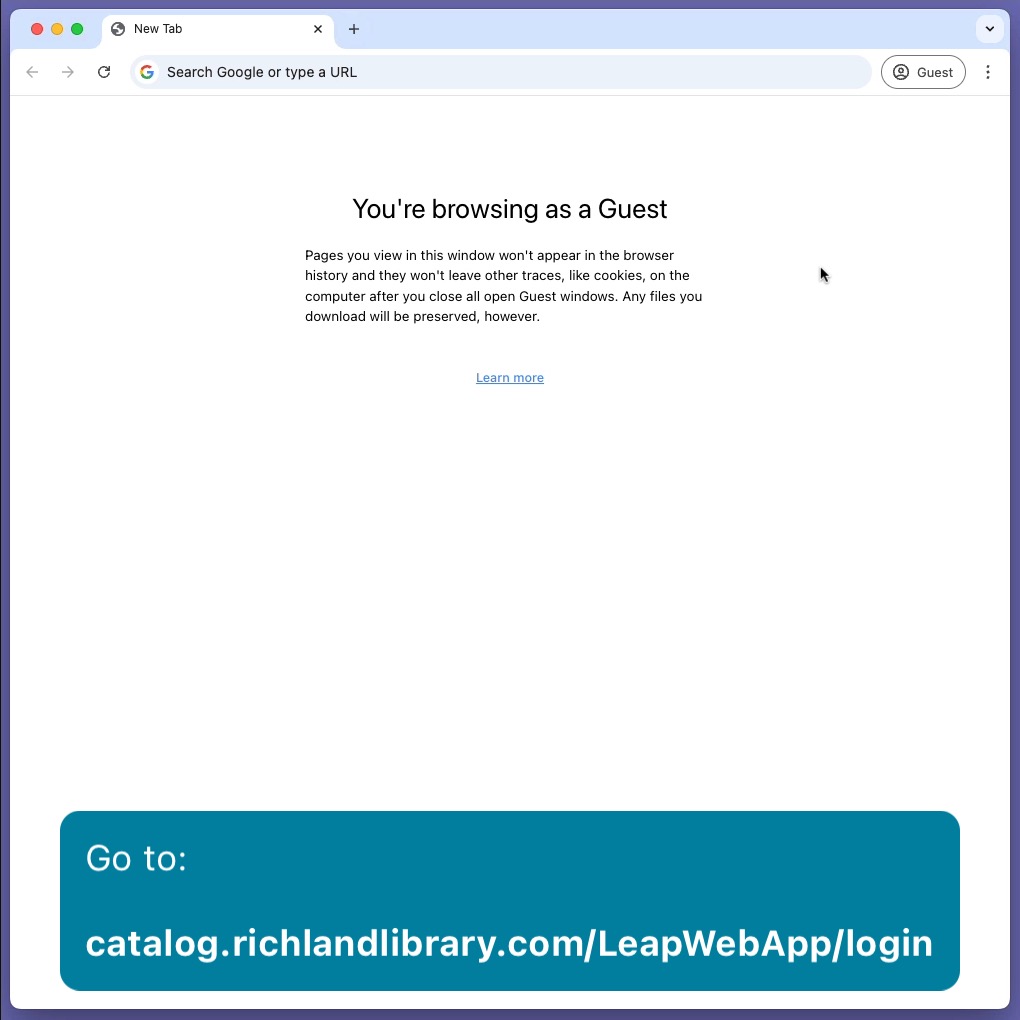 New Tab
Search Google or type a URL
Guest
You're browsing as a Guest
Pages you view in this window won't appear in the browser
history and they won't leave other traces, like cookies, on the
computer after you close all open Guest windows. Any files you
download will be preserved, however.
Learn more
Go to:
catalog.richlandlibrary.com/LeapWebApp/login